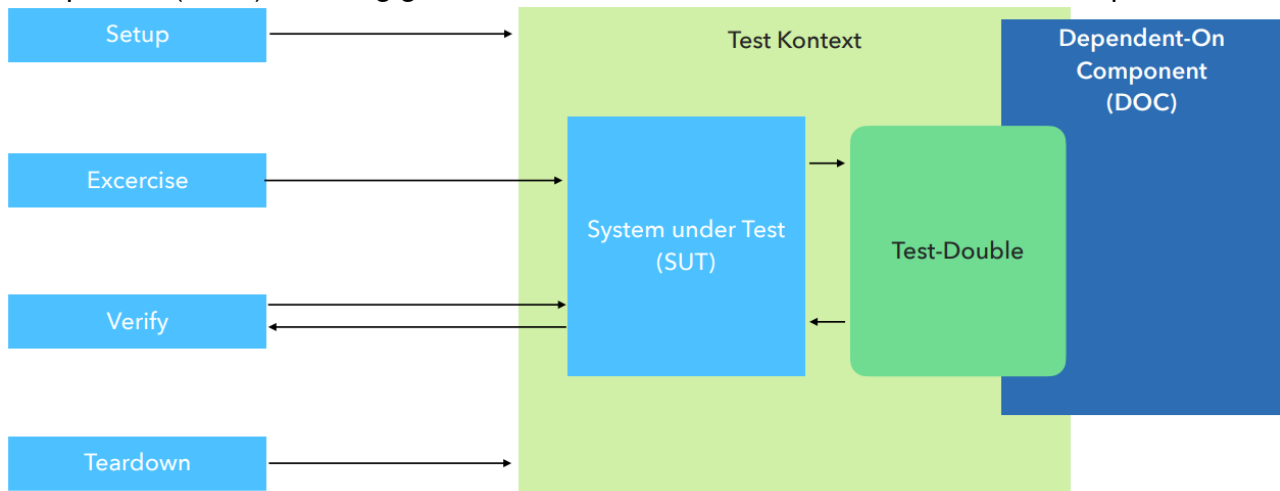 Setup
Test Kontext
Dependent-On
Component
(DOC)
Excercise
System under Test
(SUT)
Test-Double
Verify
Teardown